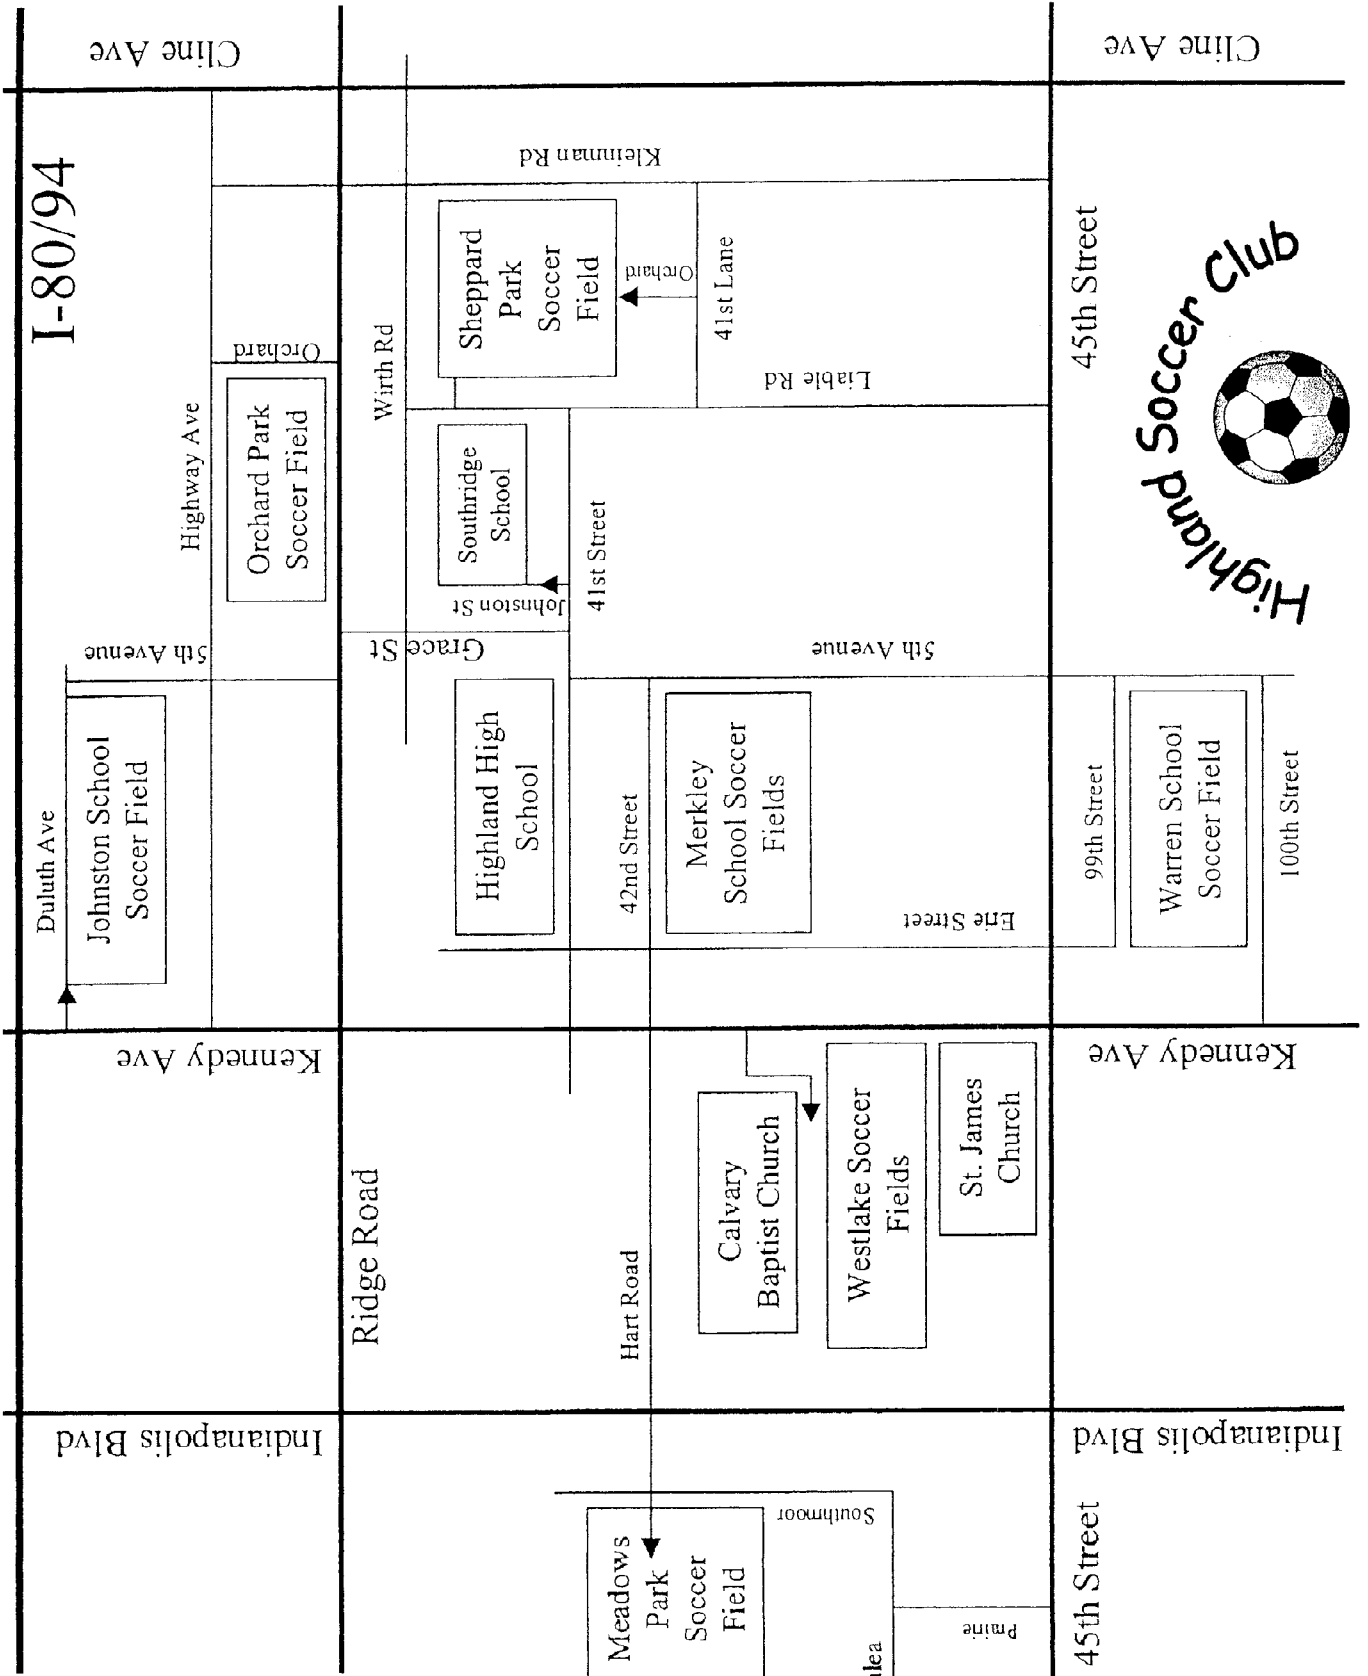 I-80/94
Cline Ave
Cline Ave
Kleinman Rd
Highway Ave
Orchard
Orchard Park
Soccer Field
Wirth Rd
Sheppard
Park
Soccer
Field
Orchard
41st Lane
Liable Rd
45th Street
Highland Soccer Club
Southridge
School
Johnston St
41st Street
Grace St
5th Avenue
5th Avenue
Duluth Ave
Johnston School
Soccer Field
Highland High
School
42nd Street
Merkley
School Soccer
Fields
Erie Street
99th Street
Warren School
Soccer Field
100th Street
Kennedy Ave
Kennedy Ave
Ridge Road
Hart Road
Calvary
Baptist Church
Westlake Soccer
Fields
St. James
Church
Indianapolis Blvd
Indianapolis Blvd
Meadows
Park
Soccer
Field
Southmoor
Prairie
45th Street